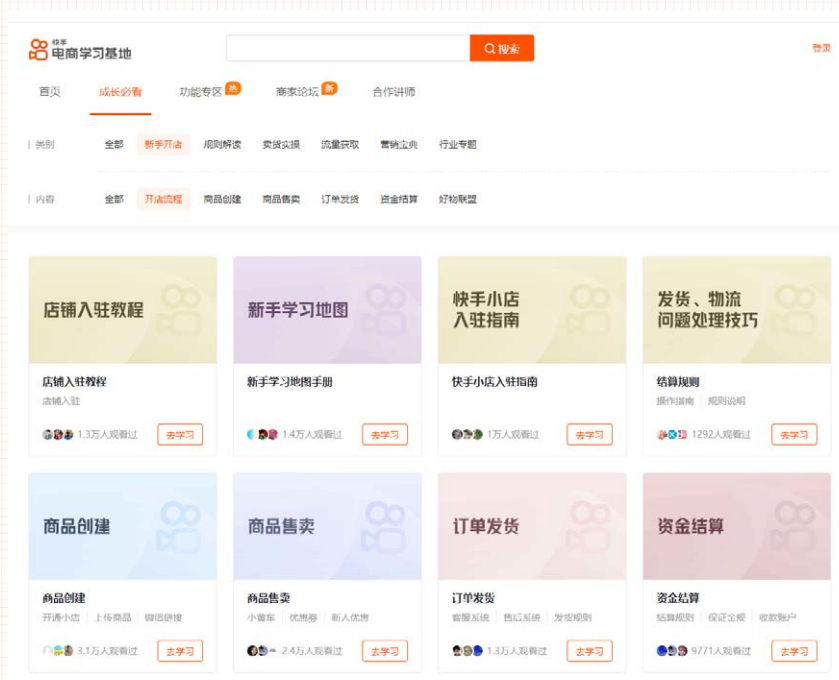 快手
电商学习基地
搜索
登录
首页 成长必看 功能专区 热 商家论坛 新 合作讲师
类别 全部 新手开店 规则解读 卖货实操 流量获取 营销宝典 行业专题
内容 全部 开店流程 商品创建 商品售卖 订单发货 资金结算 好物联盟
店铺入驻教程 新手学习地图 快手小店 发货、物流
入驻指南 问题处理技巧
店铺入驻教程 新手学习地图手册 快手小店入驻指南 结算规则
店铺入驻 操作指南 规则说明
1.3万人观看过 去学习 1.4万人观看过 去学习 1万人观看过 去学习 1292人观看过 去学习
商品创建 商品售卖 订单发货 资金结算
商品创建 商品售卖 订单发货 资金结算
开通小店 上传商品 微信链接 小黄车 优惠券 新人优惠 客服系统 售后系统 发货规则 结算规则 保证金规 收款账户
3.1万人观看过 去学习 2.4万人观看过 去学习 1.3万人观看过 去学习 9771人观看过 去学习